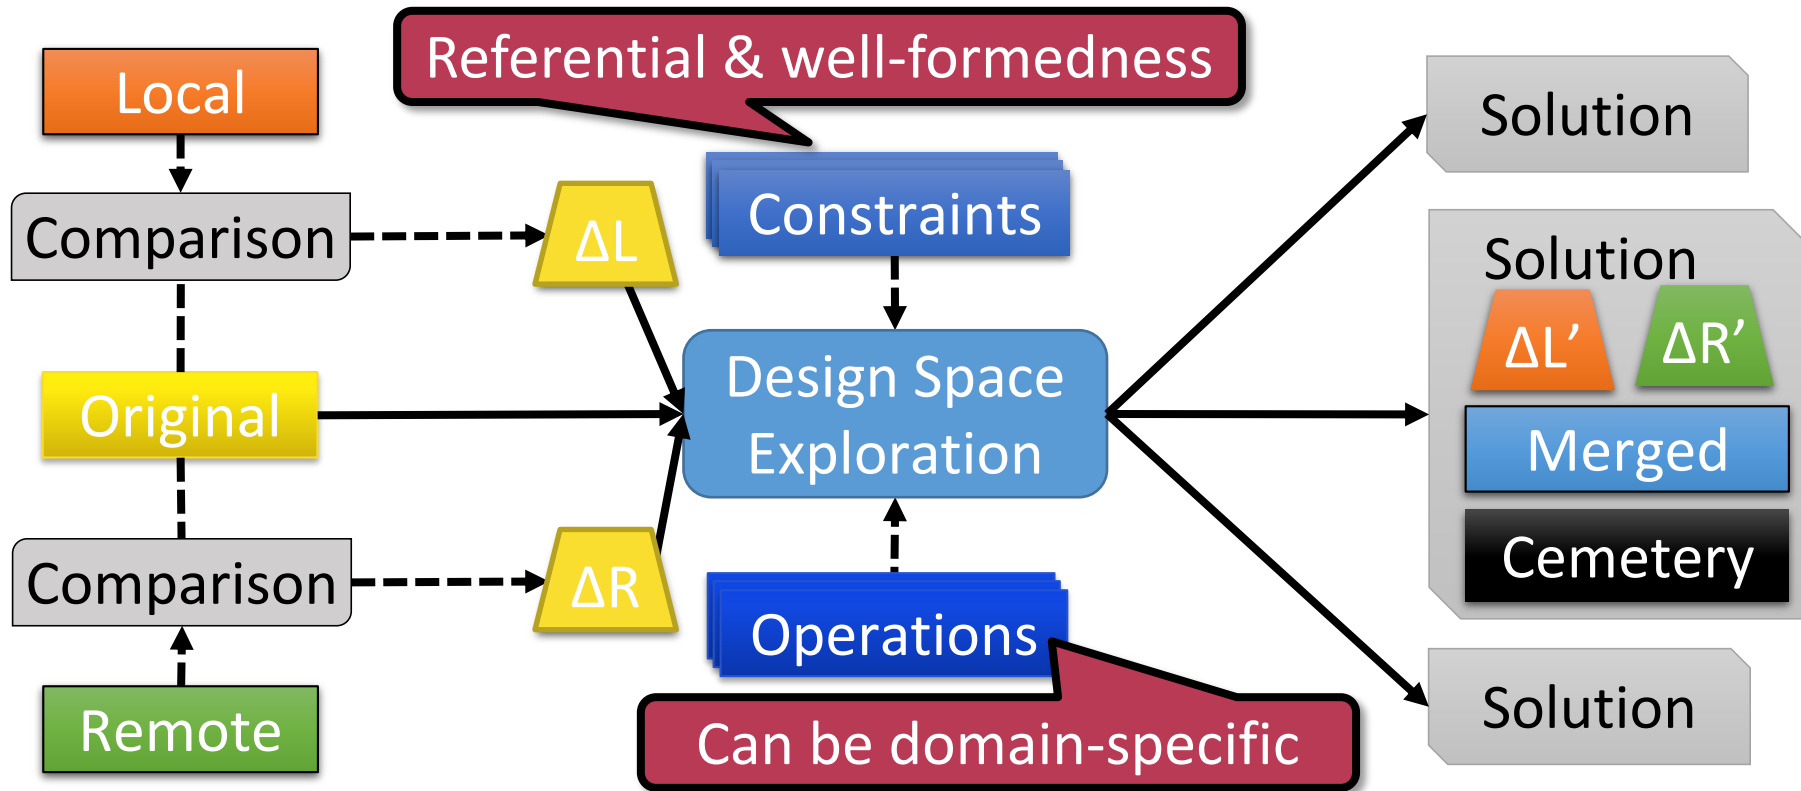 Referential & well-formedness
Local
Comparison
ΔL
Constraints
Original
Design Space
Exploration
Comparison
ΔR
Operations
Remote
Can be domain-specific
Solution
Solution
ΔL’
ΔR’
Merged
Cemetery
Solution